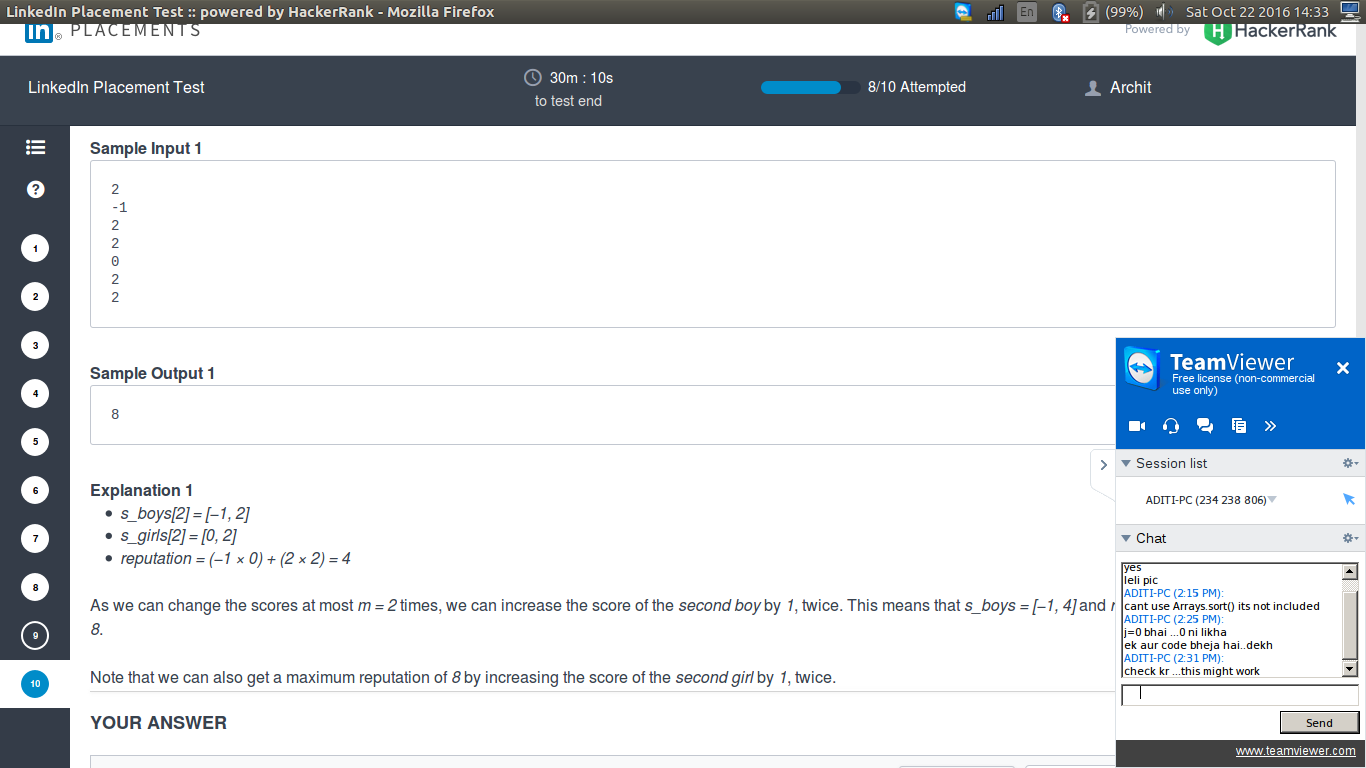 LinkedIn Placement Test :: powered by HackerRank - Mozilla Firefox
En
(99%)
Sat Oct 22 2016 14:33
in® PLACEMENTS
Powered by
H HackerRank
LinkedIn Placement Test
30m : 10s
to test end
8/10 Attempted
Archit
?
1
2
3
4
5
6
7
8
9
10
Sample Input 1
2
-1
2
2
0
2
2
Sample Output 1
8
Explanation 1
s_boys[2] = [−1, 2]
s_girls[2] = [0, 2]
reputation = (−1 × 0) + (2 × 2) = 4
As we can change the scores at most m = 2 times, we can increase the score of the second boy by 1, twice. This means that s_boys = [−1, 4] and
8.
Note that we can also get a maximum reputation of 8 by increasing the score of the second girl by 1, twice.
YOUR ANSWER
TeamViewer
Free license (non-commercial
use only)
Session list
ADITI-PC (234 238 806)
Chat
yes
leli pic
ADITI-PC (2:15 PM):
cant use Arrays.sort() its not included
ADITI-PC (2:25 PM):
j=0 bhai ...0 ni likha
ek aur code bheja hai..dekh
ADITI-PC (2:31 PM):
check kr ...this might work
Send
www.teamviewer.com